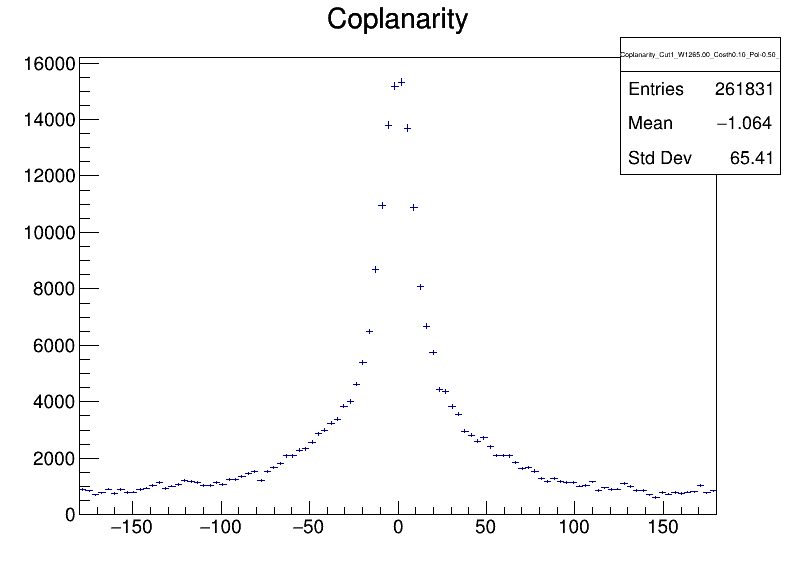 Coplanarity
Coplanarity_Cut1_W1265.00_Costh0.10_Pol-0.50_
Entries 261831
Mean −1.064
Std Dev 65.41
16000
14000
12000
10000
8000
6000
4000
2000
0
−150 −100 −50 0 50 100 150